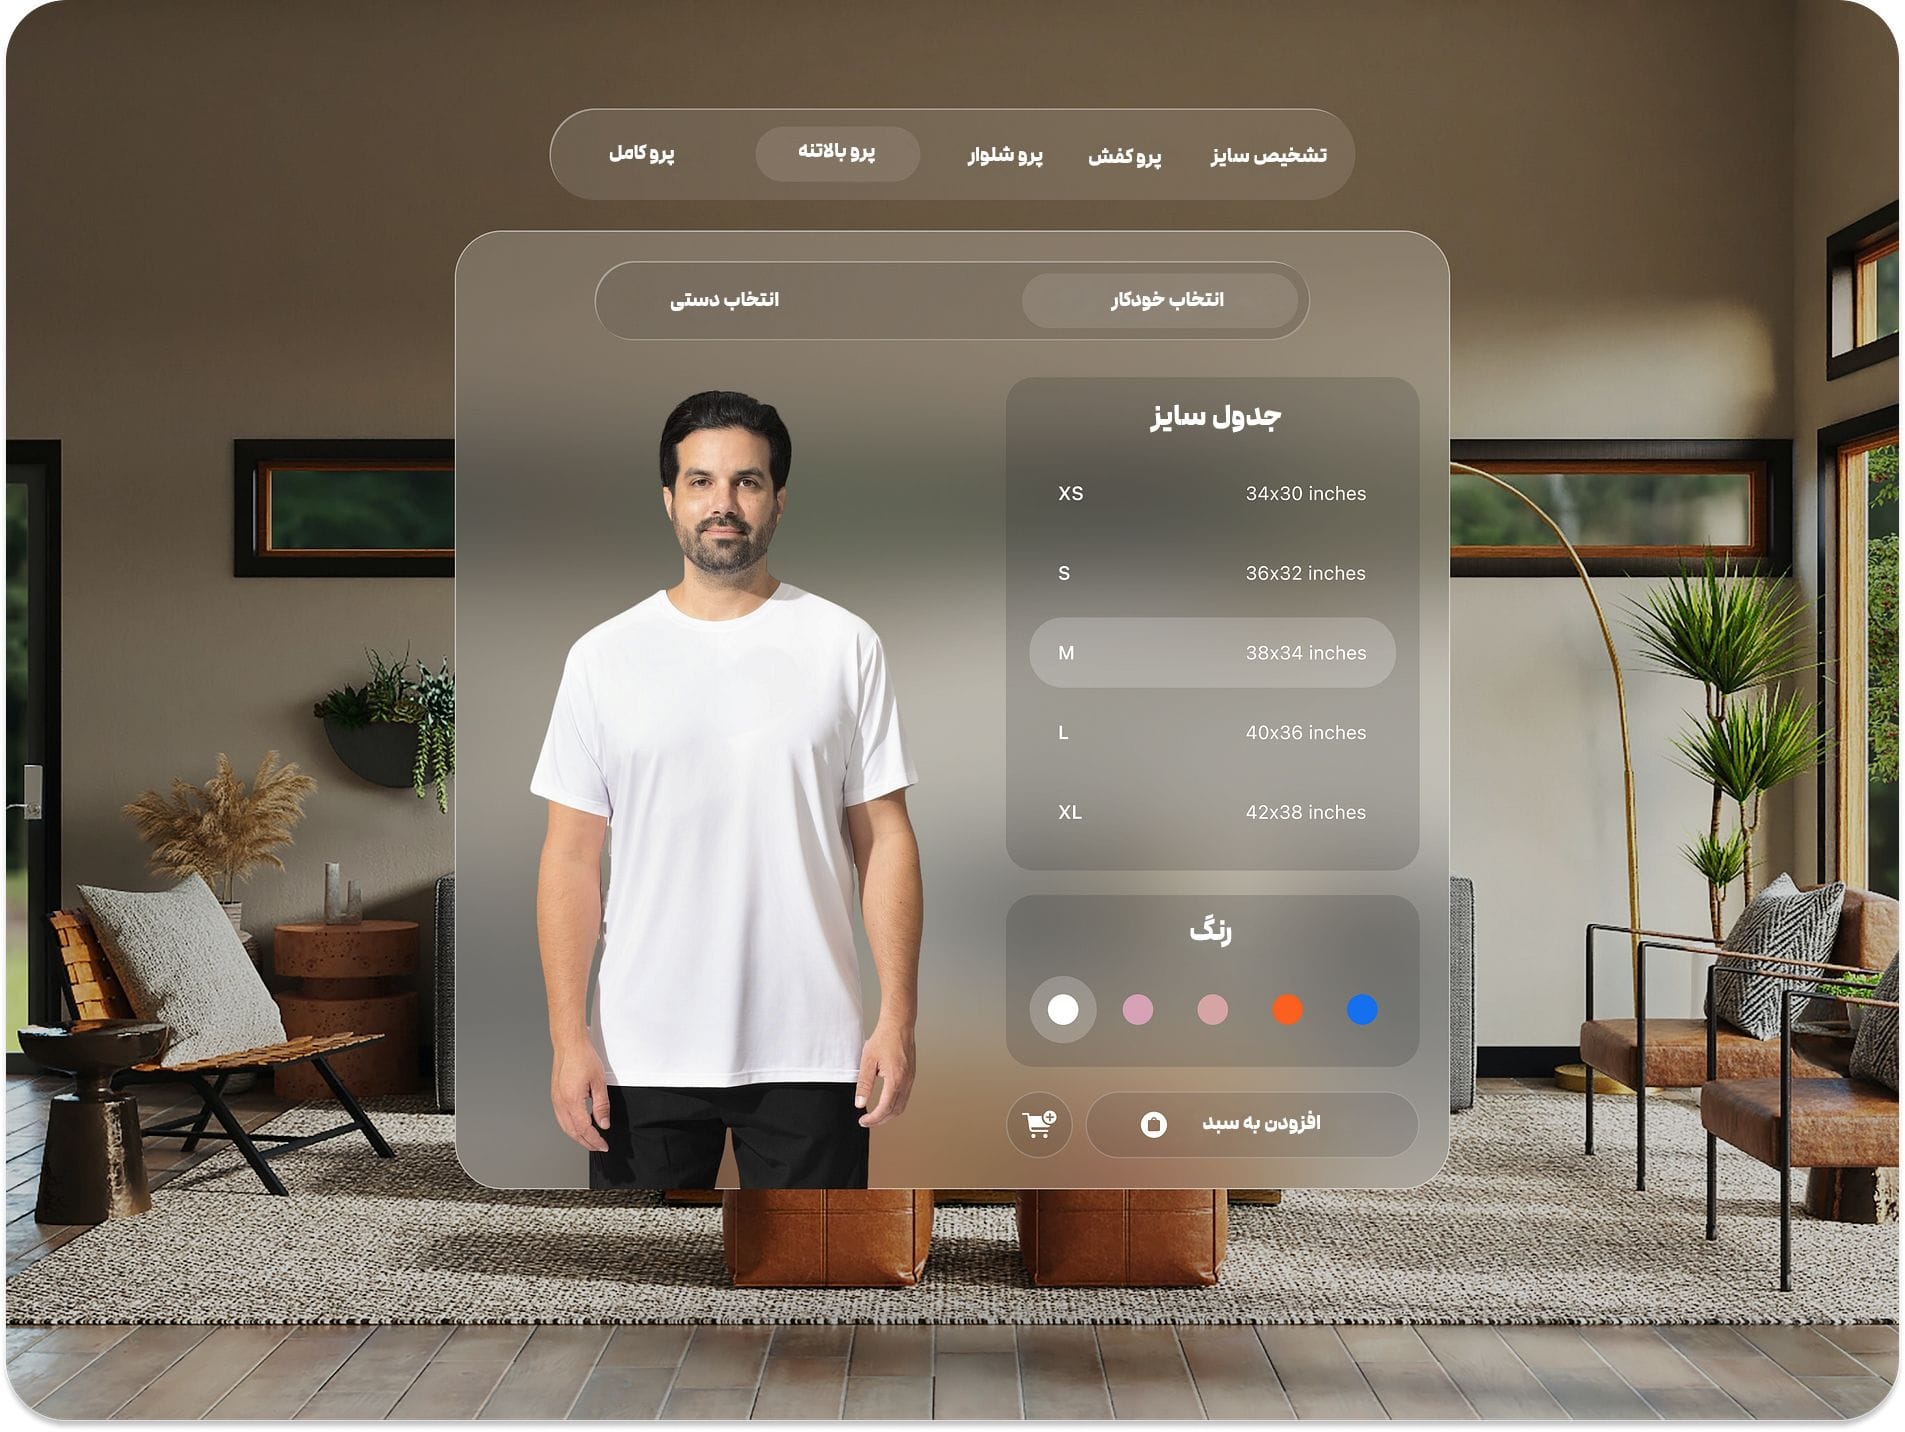 تشخیص سایز پرو کفش پرو شلوار پرو بالاتنه پرو کامل
انتخاب خودکار انتخاب دستی
جدول سایز
XS 34x30 inches
S 36x32 inches
M 38x34 inches
L 40x36 inches
XL 42x38 inches
رنگ
افزودن به سبد